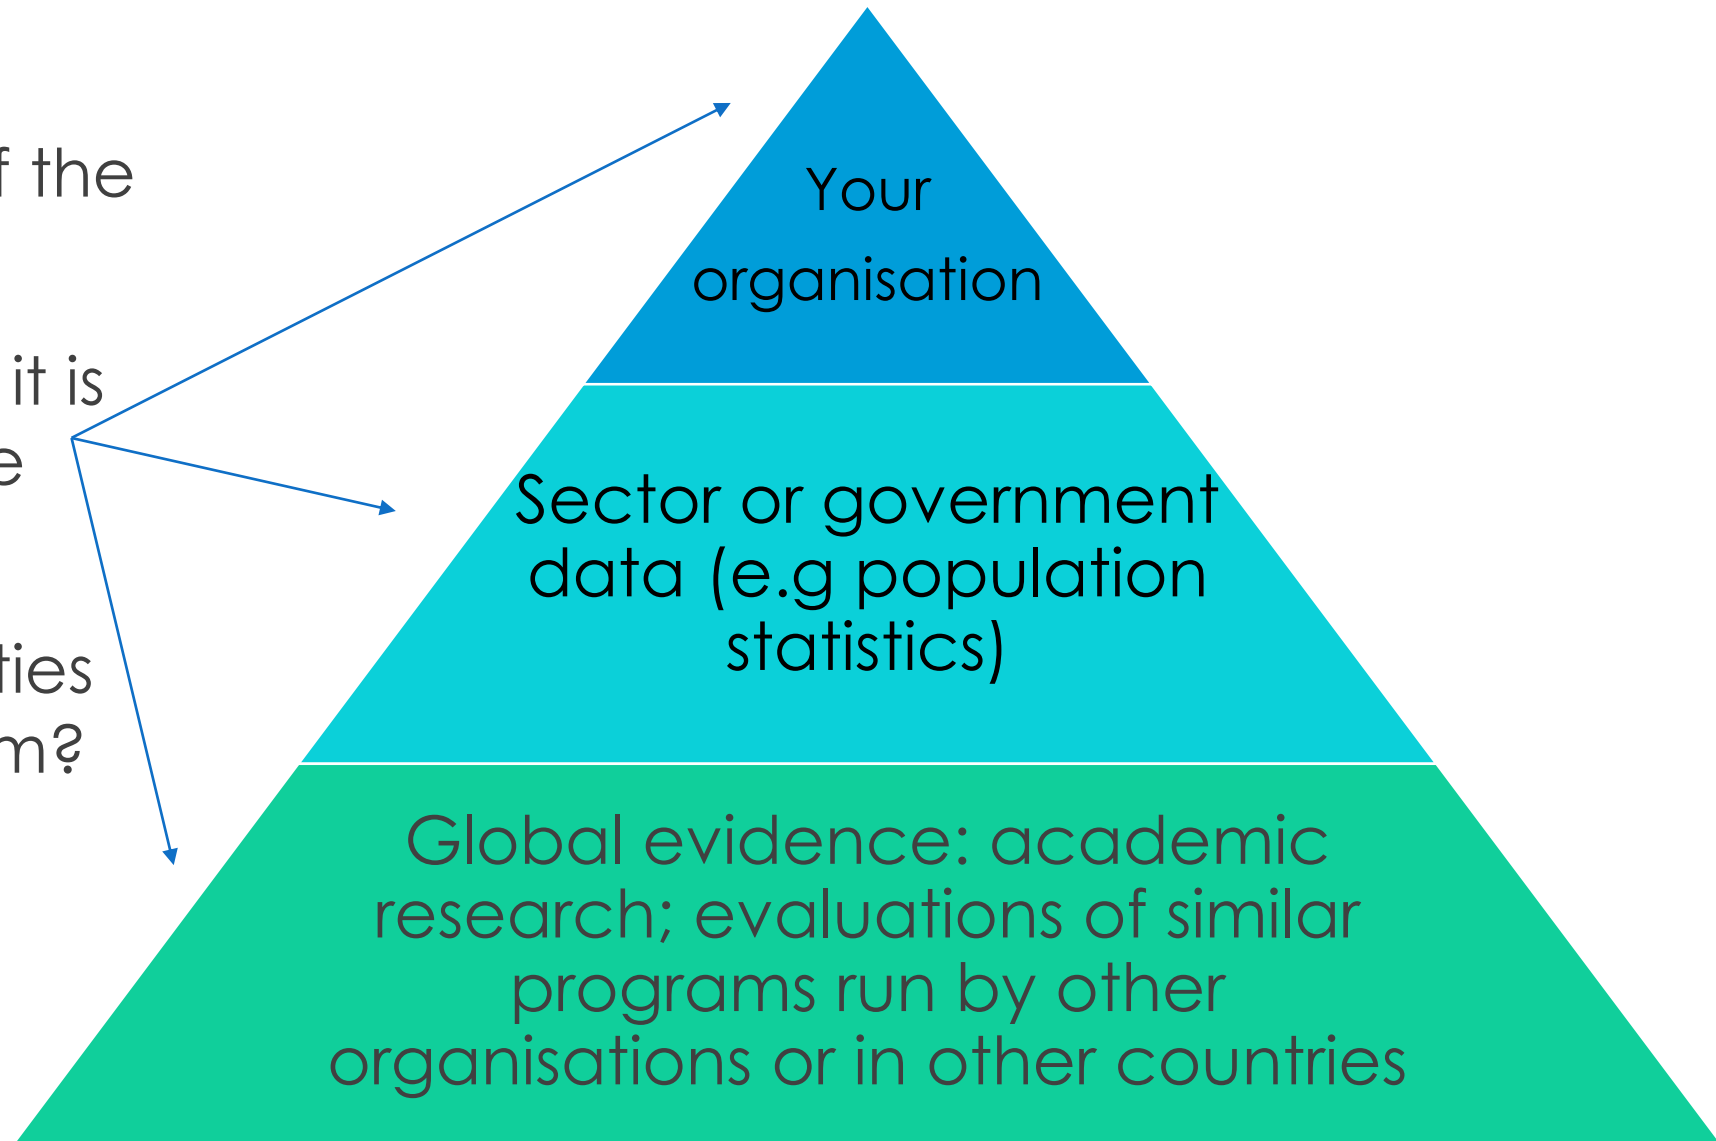 f the
it is
e
ties
m?
Your
organisation
Sector or government
data (e.g population
statistics)
Global evidence: academic
research; evaluations of similar
programs run by other
organisations or in other countries